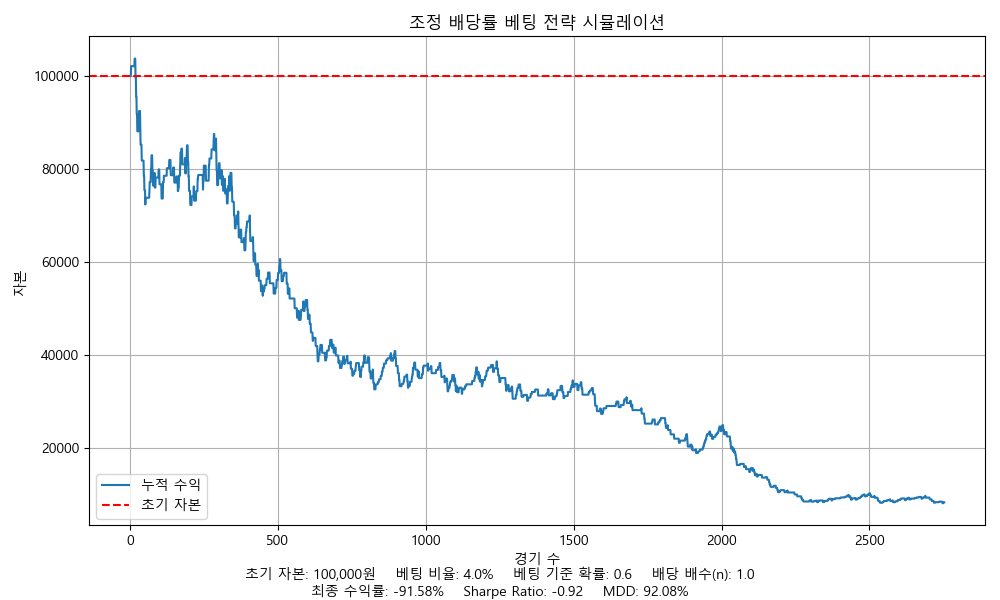 조정 배당률 베팅 전략 시뮬레이션
자본
100000
80000
60000
40000
20000
누적 수익
초기 자본
0
500
1000
1500
2000
2500
경기 수
초기 자본: 100,000원 베팅 비율: 4.0% 베팅 기준 확률: 0.6 배당 배수(n): 1.0
최종 수익률: -91.58% Sharpe Ratio: -0.92 MDD: 92.08%